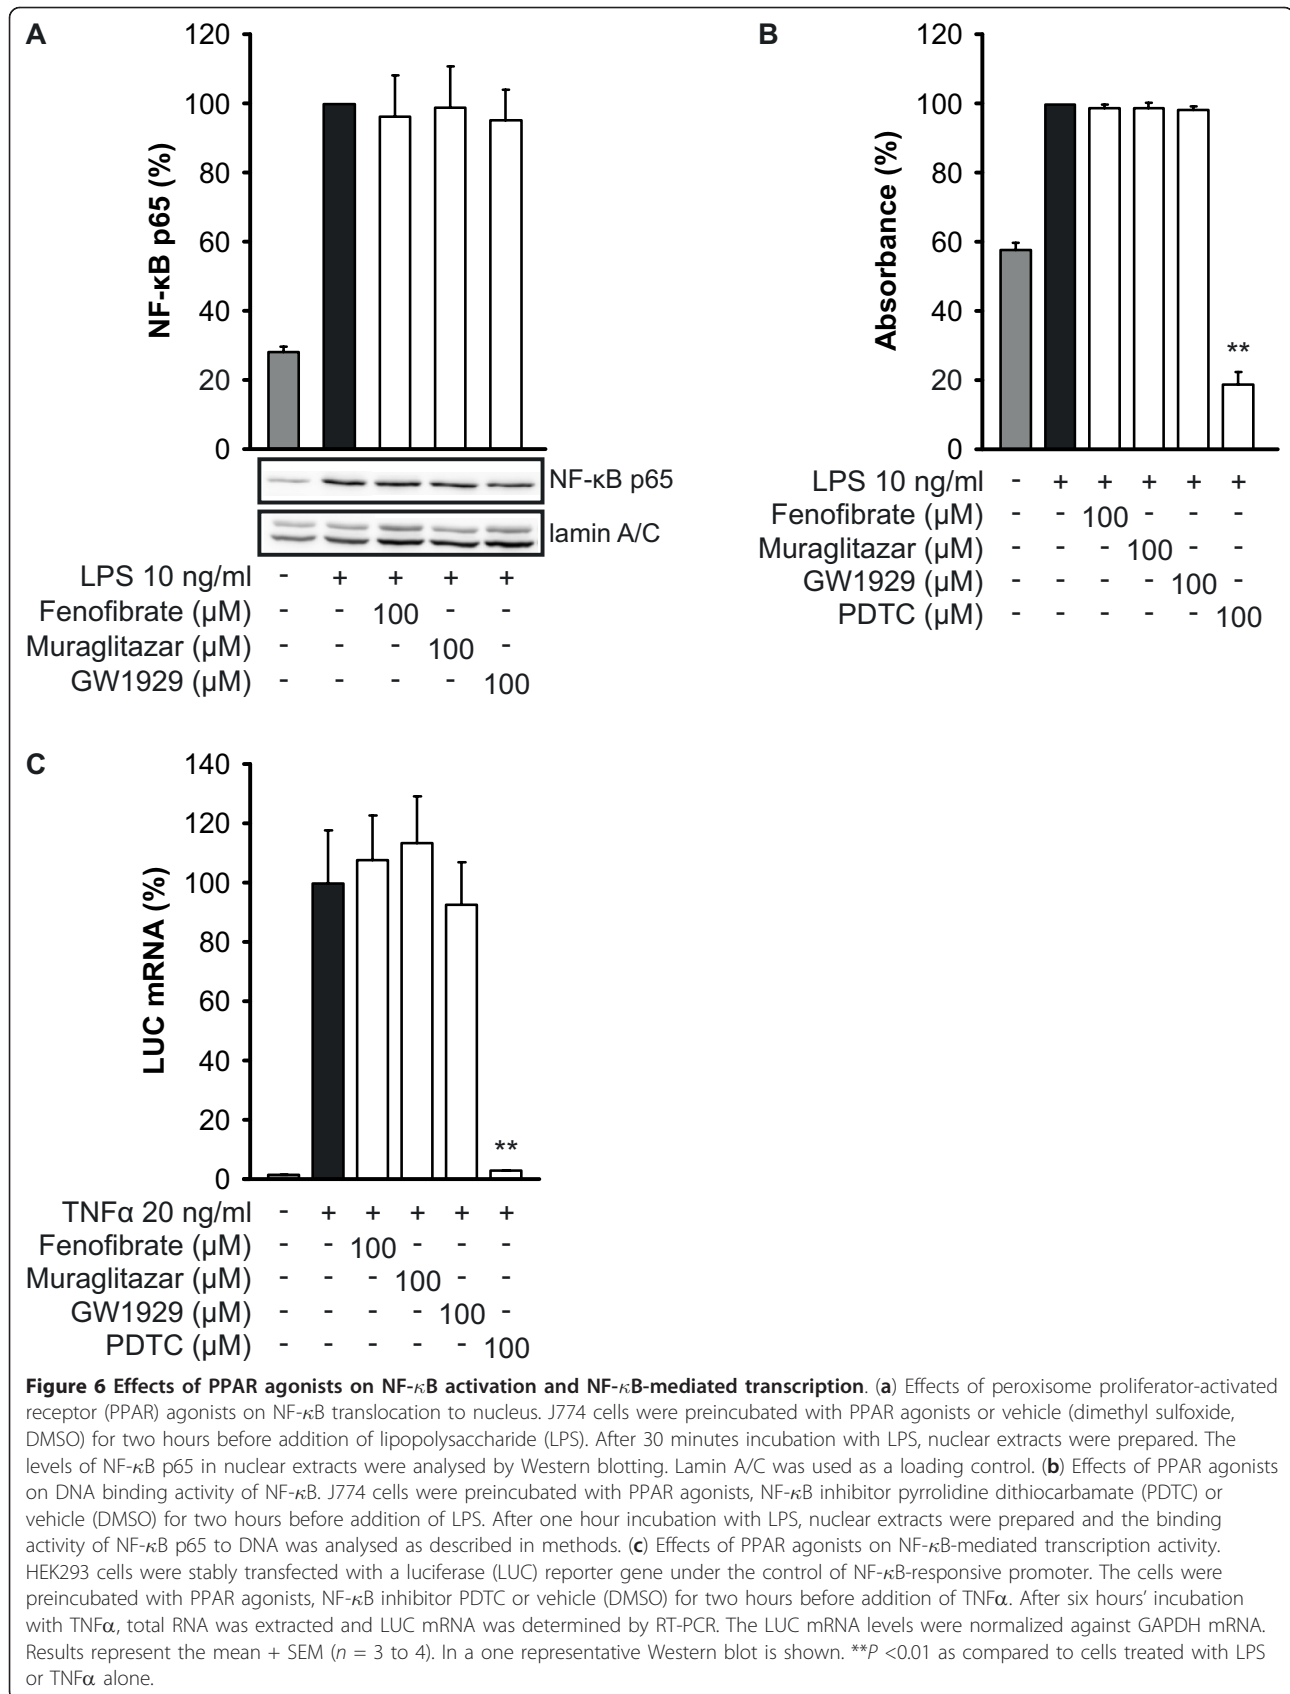 A
120
100
80
60
40
20
0
NF-κB p65 (%)
NF-κB p65
lamin A/C
LPS 10 ng/ml - + + + +
Fenofibrate (µM) - - 100 - -
Muraglitazar (µM) - - - 100 -
GW1929 (µM) - - - - 100
B
120
100
80
60
40
20
0
Absorbance (%)
**
LPS 10 ng/ml - + + + + +
Fenofibrate (µM) - - 100 - - -
Muraglitazar (µM) - - - 100 - -
GW1929 (µM) - - - - 100 -
PDTC (µM) - - - - - 100
C
140
120
100
80
60
40
20
0
LUC mRNA (%)
**
TNFα 20 ng/ml - + + + + +
Fenofibrate (µM) - - 100 - - -
Muraglitazar (µM) - - - 100 - -
GW1929 (µM) - - - - 100 -
PDTC (µM) - - - - - 100
Figure 6 Effects of PPAR agonists on NF-κB activation and NF-κB-mediated transcription. (a) Effects of peroxisome proliferator-activated
receptor (PPAR) agonists on NF-κB translocation to nucleus. J774 cells were preincubated with PPAR agonists or vehicle (dimethyl sulfoxide,
DMSO) for two hours before addition of lipopolysaccharide (LPS). After 30 minutes incubation with LPS, nuclear extracts were prepared. The
levels of NF-κB p65 in nuclear extracts were analysed by Western blotting. Lamin A/C was used as a loading control. (b) Effects of PPAR agonists
on DNA binding activity of NF-κB. J774 cells were preincubated with PPAR agonists, NF-κB inhibitor pyrrolidine dithiocarbamate (PDTC) or
vehicle (DMSO) for two hours before addition of LPS. After one hour incubation with LPS, nuclear extracts were prepared and the binding
activity of NF-κB p65 to DNA was analysed as described in methods. (c) Effects of PPAR agonists on NF-κB-mediated transcription activity.
HEK293 cells were stably transfected with a luciferase (LUC) reporter gene under the control of NF-κB-responsive promoter. The cells were
preincubated with PPAR agonists, NF-κB inhibitor PDTC or vehicle (DMSO) for two hours before addition of TNFα. After six hours’ incubation
with TNFα, total RNA was extracted and LUC mRNA was determined by RT-PCR. The LUC mRNA levels were normalized against GAPDH mRNA.
Results represent the mean + SEM (n = 3 to 4). In a one representative Western blot is shown. **P <0.01 as compared to cells treated with LPS
or TNFα alone.